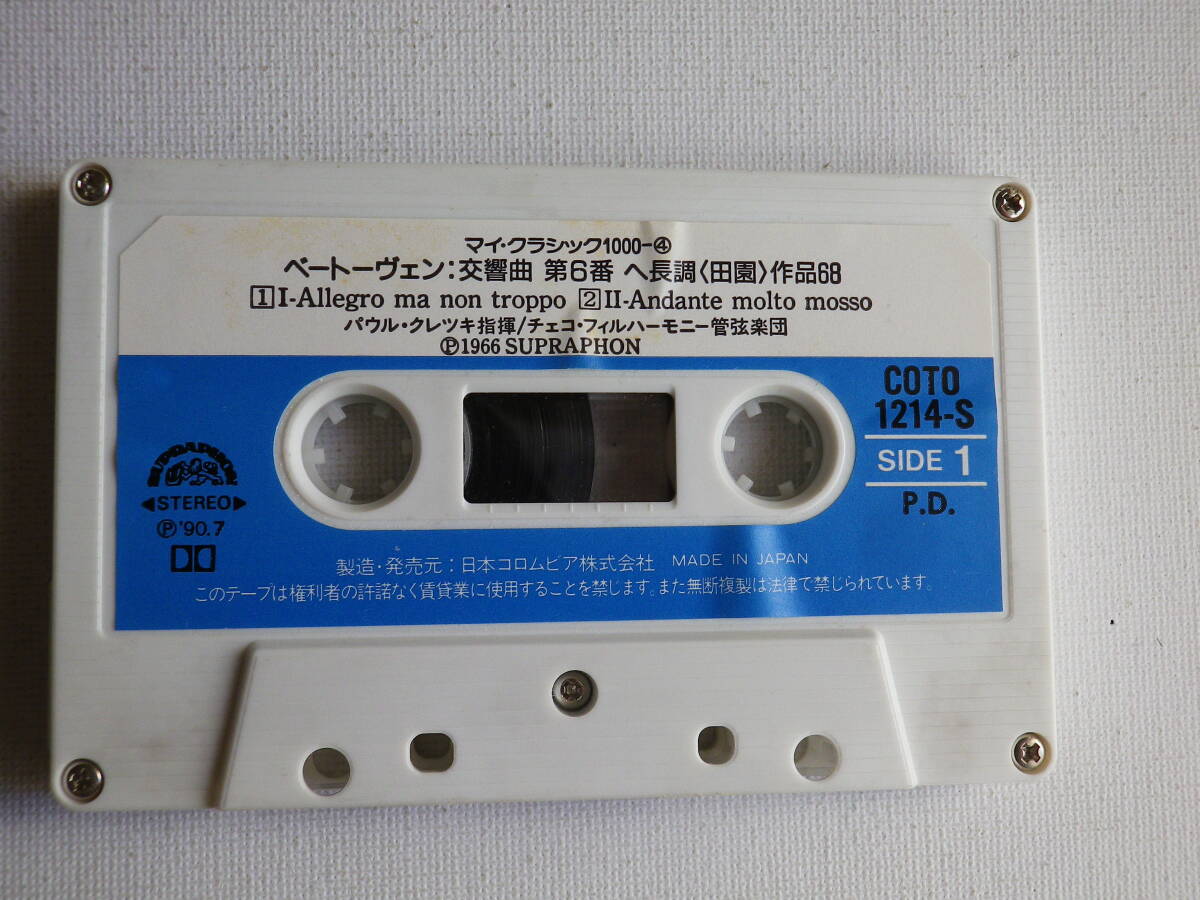 マイ・クラシック1000-④
ベートーヴェン:交響曲 第6番 ヘ長調〈田園〉作品68
1 I-Allegro ma non troppo 2 II-Andante molto mosso
パウル・クレツキ指揮/チェコ・フィルハーモニー管弦楽団
Ⓟ1966 SUPRAPHON
COTO
1214-S
SIDE 1
P.D.
SUPRAPHON
◀STEREO▶
Ⓟ'90.7
製造・発売元:日本コロムビア株式会社 MADE IN JAPAN
このテープは権利者の許諾なく賃貸業に使用することを禁じます。また無断複製は法律で禁じられています。